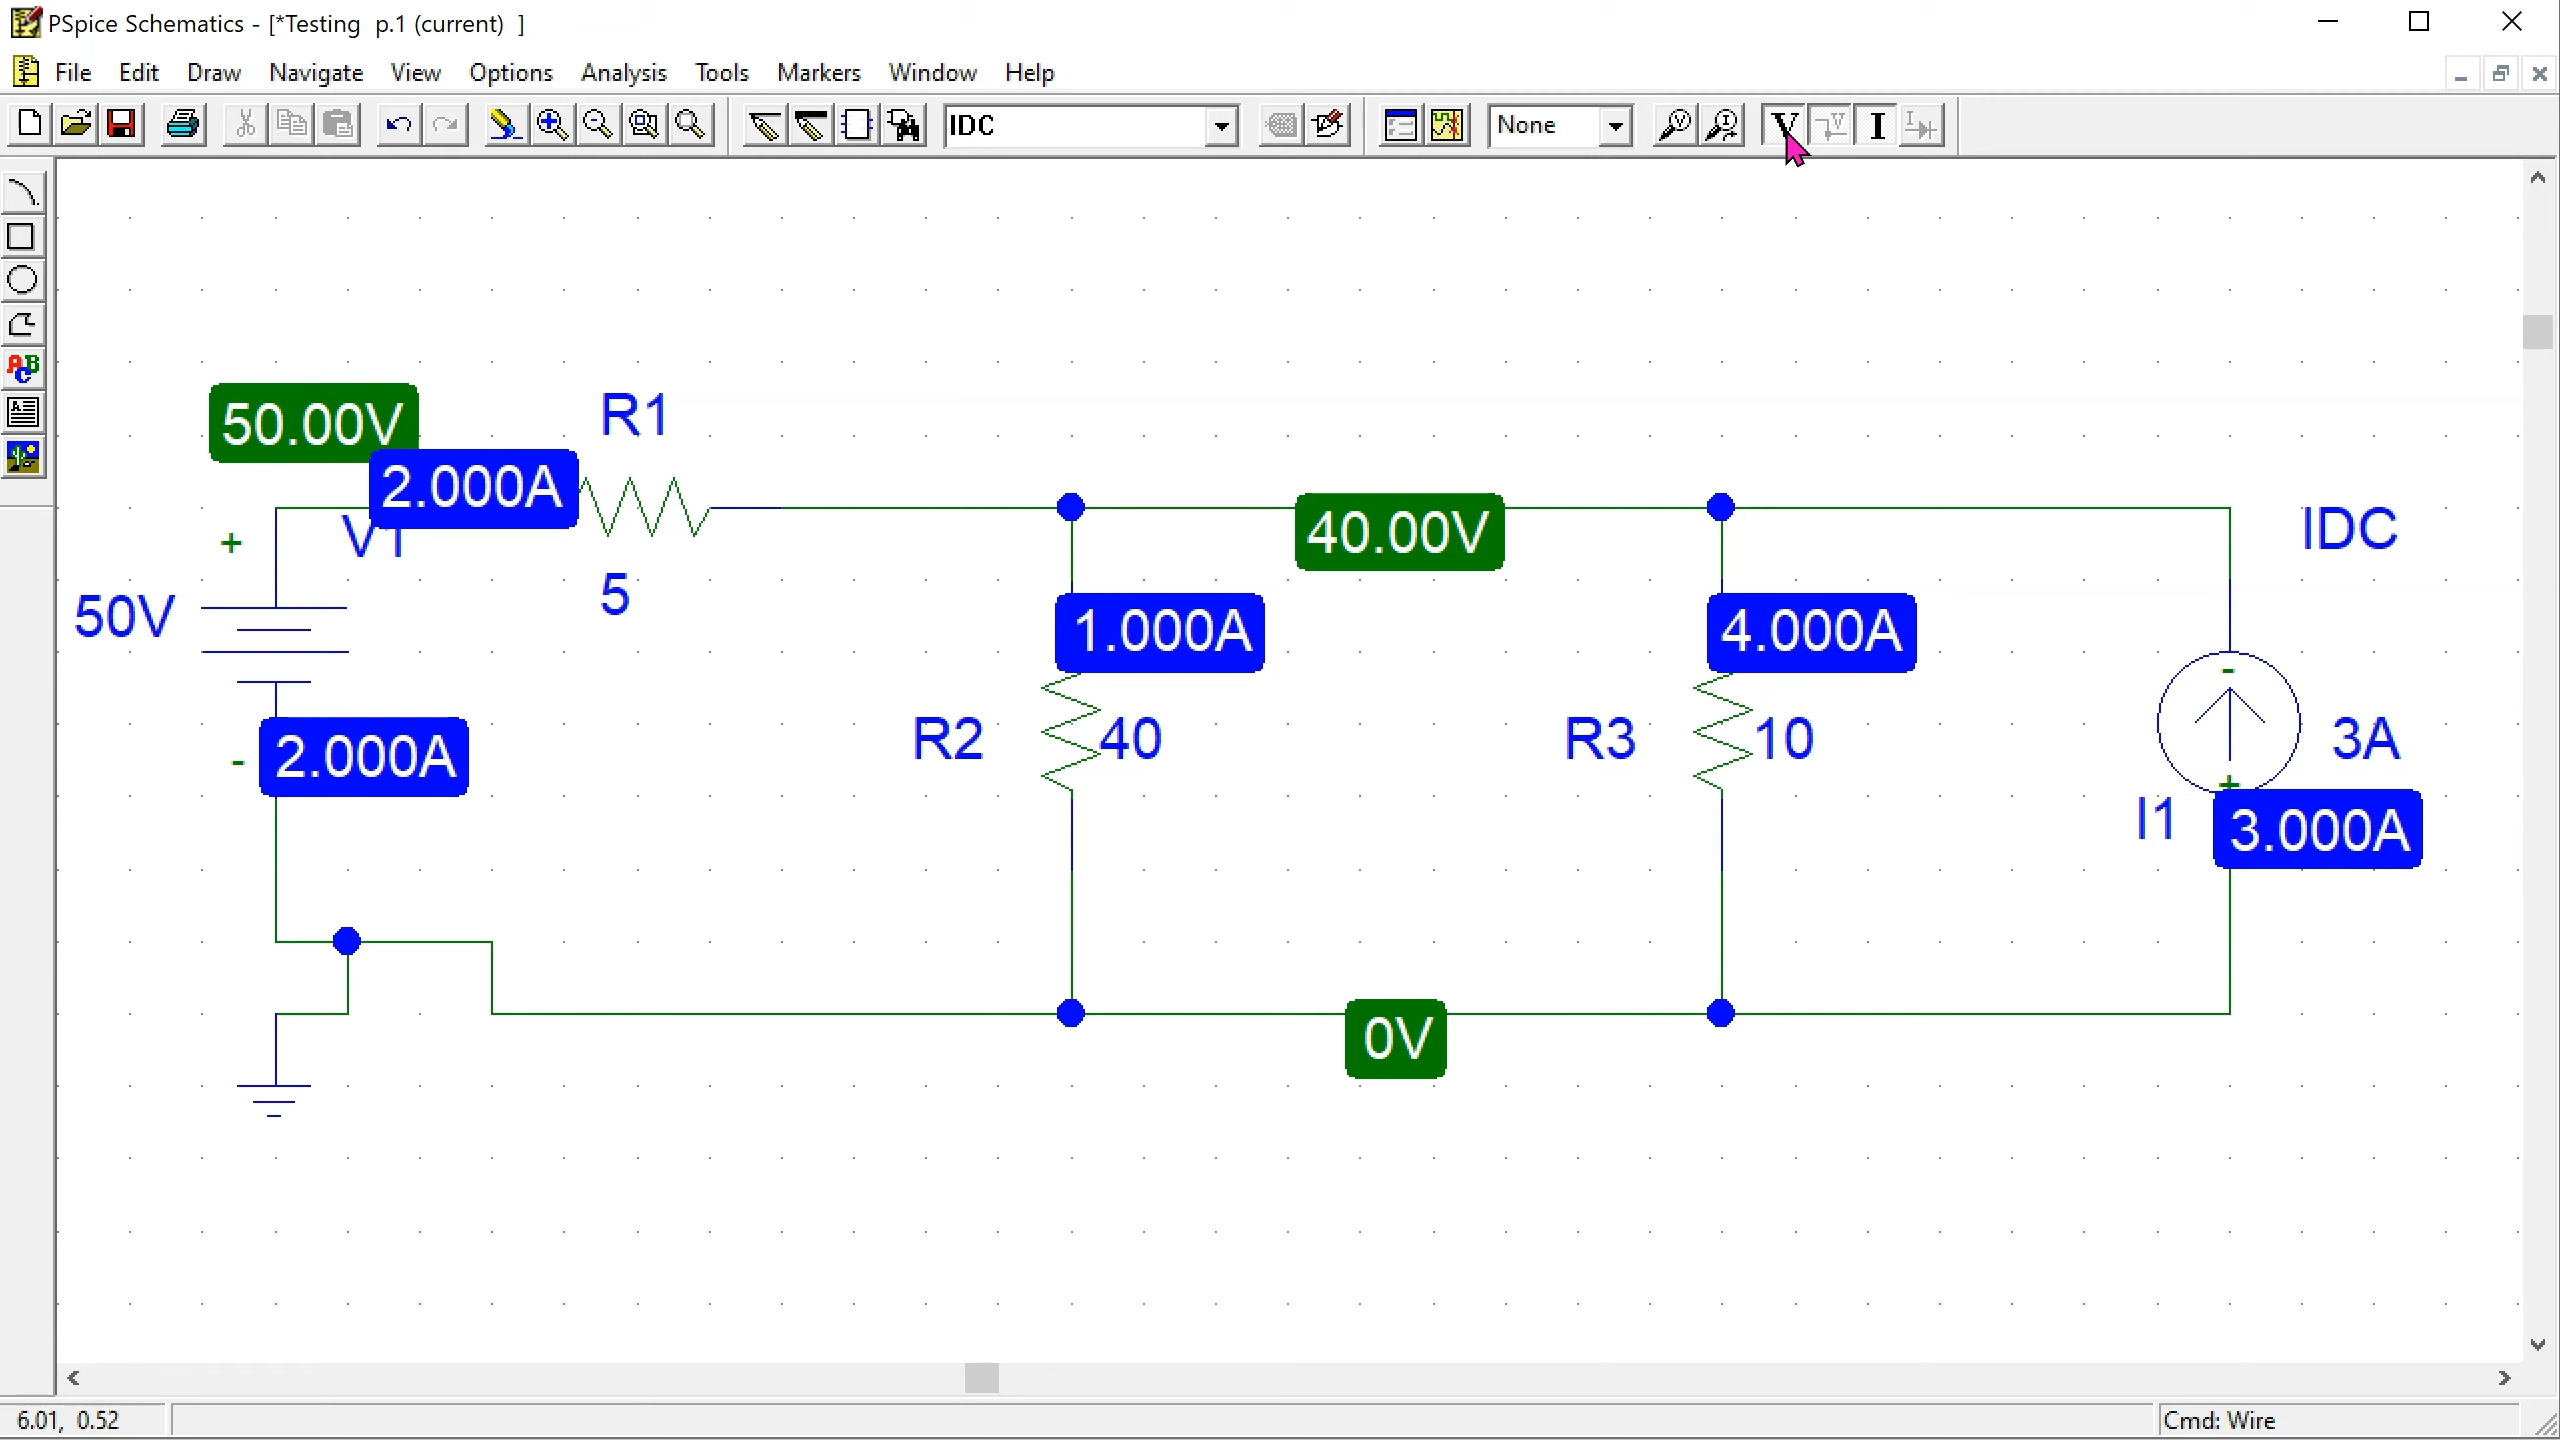 PSpice Schematics - [*Testing p.1 (current) ]
File Edit Draw Navigate View Options Analysis Tools Markers Window Help
IDC None V V I I
ABC
A
50.00V R1
2.000A
40.00V IDC
+ V1
5
50V 1.000A 4.000A
-
R2 40 R3 10 3A
- 2.000A
+
I1 3.000A
0V
6.01, 0.52 Cmd: Wire